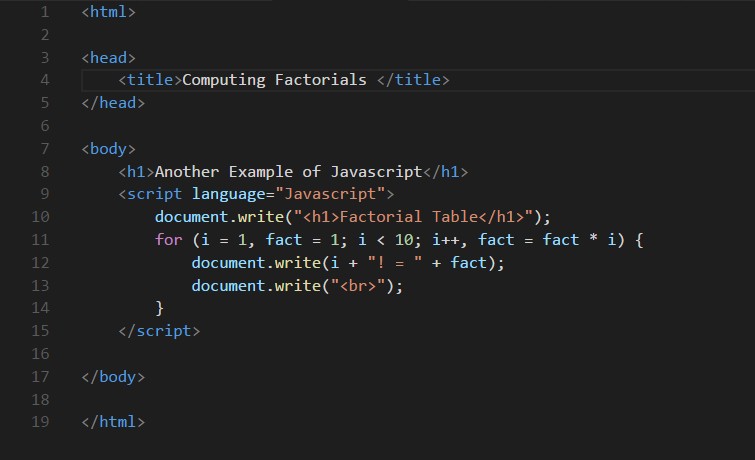 1 <html>
2
3 <head>
4     <title>Computing Factorials </title>
5 </head>
6
7 <body>
8     <h1>Another Example of Javascript</h1>
9     <script language="Javascript">
10         document.write("<h1>Factorial Table</h1>");
11         for (i = 1, fact = 1; i < 10; i++, fact = fact * i) {
12             document.write(i + "! = " + fact);
13             document.write("<br>");
14         }
15     </script>
16
17 </body>
18
19 </html>